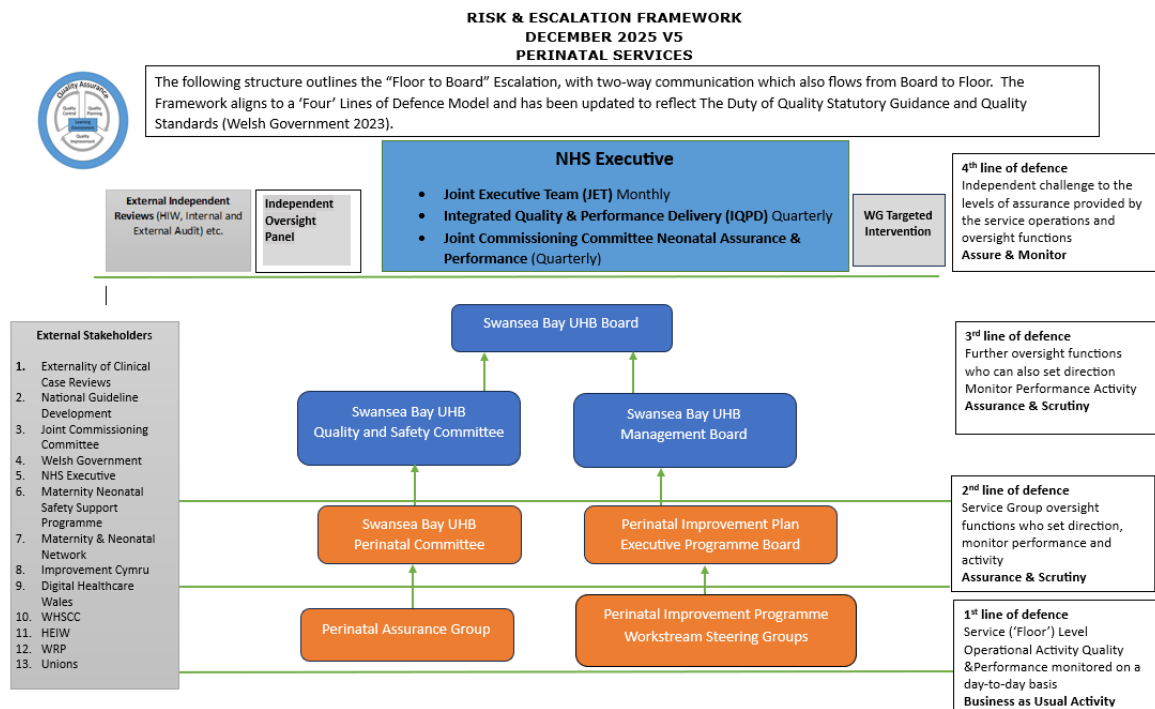 RISK & ESCALATION FRAMEWORK
DECEMBER 2025 V5
PERINATAL SERVICES
Quality Assurance
Quality
Control
Quality
Planning
Learning
Environment
Quality
Improvement
The following structure outlines the “Floor to Board” Escalation, with two-way communication which also flows from Board to Floor. The
Framework aligns to a ‘Four’ Lines of Defence Model and has been updated to reflect The Duty of Quality Statutory Guidance and Quality
Standards (Welsh Government 2023).
External Independent
Reviews (HIW, Internal and
External Audit) etc.
Independent
Oversight
Panel
NHS Executive
• Joint Executive Team (JET) Monthly
• Integrated Quality & Performance Delivery (IQPD) Quarterly
• Joint Commissioning Committee Neonatal Assurance &
Performance (Quarterly)
WG Targeted
Intervention
4th line of defence
Independent challenge to the
levels of assurance provided by
the service operations and
oversight functions
Assure & Monitor
External Stakeholders
1. Externality of Clinical
Case Reviews
2. National Guideline
Development
3. Joint Commissioning
Committee
4. Welsh Government
5. NHS Executive
6. Maternity Neonatal
Safety Support
Programme
7. Maternity & Neonatal
Network
8. Improvement Cymru
9. Digital Healthcare
Wales
10. WHSCC
11. HEIW
12. WRP
13. Unions
Swansea Bay UHB Board
Swansea Bay UHB
Quality and Safety Committee
Swansea Bay UHB
Management Board
3rd line of defence
Further oversight functions
who can also set direction
Monitor Performance Activity
Assurance & Scrutiny
Swansea Bay UHB
Perinatal Committee
Perinatal Improvement Plan
Executive Programme Board
2nd line of defence
Service Group oversight
functions who set direction,
monitor performance and
activity
Assurance & Scrutiny
Perinatal Assurance Group
Perinatal Improvement Programme
Workstream Steering Groups
1st line of defence
Service (‘Floor’) Level
Operational Activity Quality
&Performance monitored on a
day-to-day basis
Business as Usual Activity